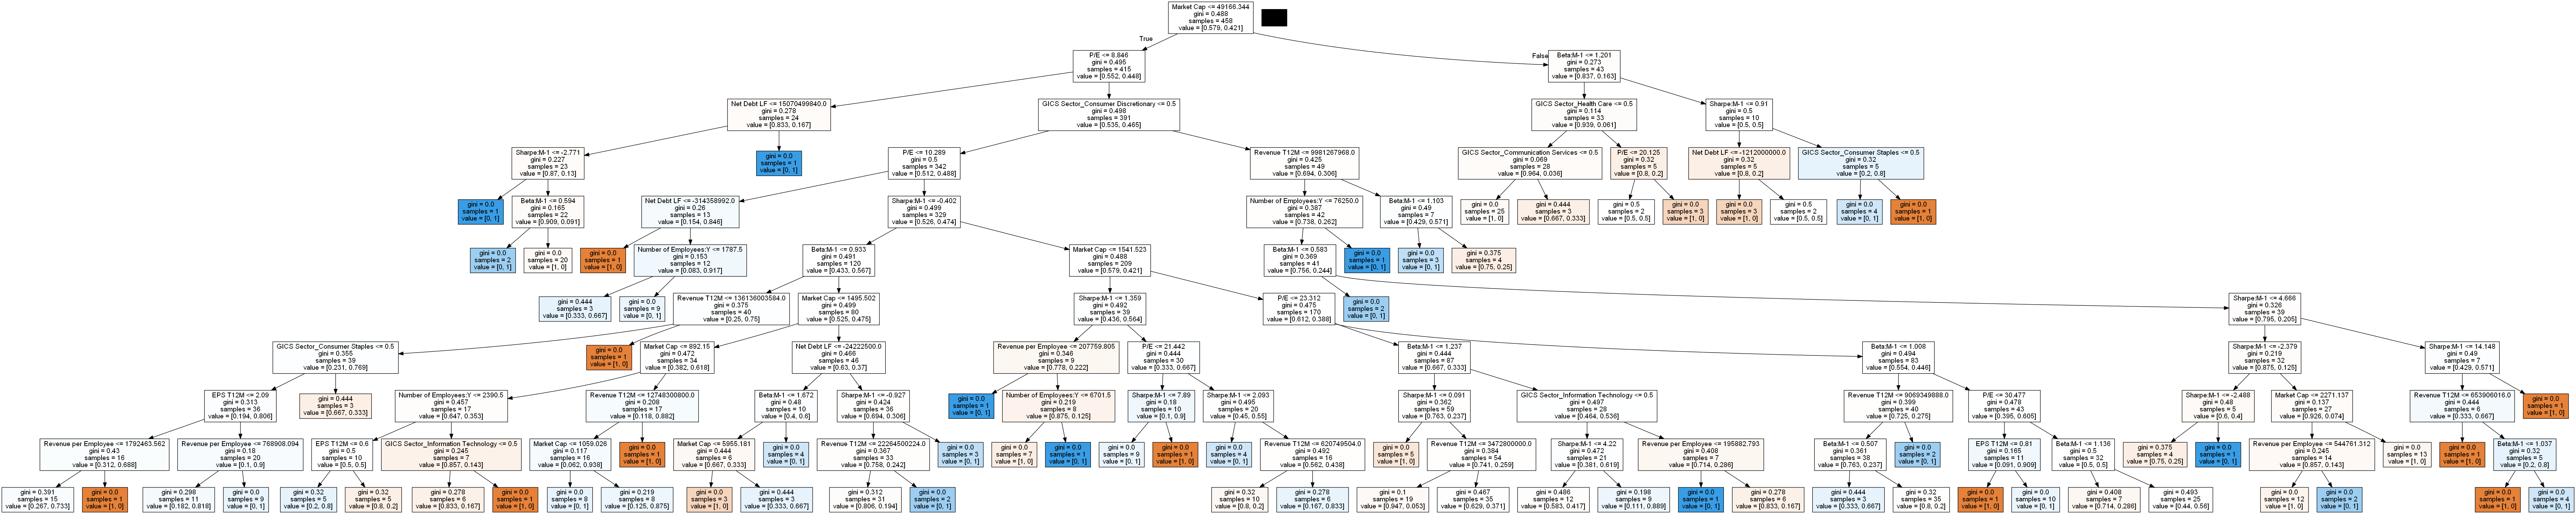 Market Cap <= 49166.344
gini = 0.488
samples = 458
value = [0.579, 0.421]
True
False
P/E <= 8.846
gini = 0.495
samples = 415
value = [0.552, 0.448]
Beta:M-1 <= 1.201
gini = 0.273
samples = 43
value = [0.837, 0.163]
Net Debt LF <= 15070499840.0
gini = 0.278
samples = 24
value = [0.833, 0.167]
GICS Sector_Consumer Discretionary <= 0.5
gini = 0.498
samples = 391
value = [0.535, 0.465]
GICS Sector_Health Care <= 0.5
gini = 0.114
samples = 33
value = [0.939, 0.061]
Sharpe:M-1 <= 0.91
gini = 0.5
samples = 10
value = [0.5, 0.5]
Sharpe:M-1 <= -2.771
gini = 0.227
samples = 23
value = [0.87, 0.13]
gini = 0.0
samples = 1
value = [0, 1]
P/E <= 10.289
gini = 0.5
samples = 342
value = [0.512, 0.488]
Revenue T12M <= 9981267968.0
gini = 0.425
samples = 49
value = [0.694, 0.306]
GICS Sector_Communication Services <= 0.5
gini = 0.069
samples = 28
value = [0.964, 0.036]
P/E <= 20.125
gini = 0.32
samples = 5
value = [0.8, 0.2]
Net Debt LF <= -1212000000.0
gini = 0.32
samples = 5
value = [0.8, 0.2]
GICS Sector_Consumer Staples <= 0.5
gini = 0.32
samples = 5
value = [0.2, 0.8]
gini = 0.0
samples = 1
value = [0, 1]
Beta:M-1 <= 0.594
gini = 0.165
samples = 22
value = [0.909, 0.091]
Net Debt LF <= -314358992.0
gini = 0.26
samples = 13
value = [0.154, 0.846]
Sharpe:M-1 <= -0.402
gini = 0.499
samples = 329
value = [0.526, 0.474]
Number of Employees:Y <= 76250.0
gini = 0.387
samples = 42
value = [0.738, 0.262]
Beta:M-1 <= 1.103
gini = 0.49
samples = 7
value = [0.429, 0.571]
gini = 0.0
samples = 25
value = [1, 0]
gini = 0.444
samples = 3
value = [0.667, 0.333]
gini = 0.5
samples = 2
value = [0.5, 0.5]
gini = 0.0
samples = 3
value = [1, 0]
gini = 0.0
samples = 3
value = [1, 0]
gini = 0.5
samples = 2
value = [0.5, 0.5]
gini = 0.0
samples = 4
value = [0, 1]
gini = 0.0
samples = 1
value = [1, 0]
gini = 0.0
samples = 2
value = [0, 1]
gini = 0.0
samples = 20
value = [1, 0]
gini = 0.0
samples = 1
value = [1, 0]
Number of Employees:Y <= 1787.5
gini = 0.153
samples = 12
value = [0.083, 0.917]
Beta:M-1 <= 0.933
gini = 0.491
samples = 120
value = [0.433, 0.567]
Market Cap <= 1541.523
gini = 0.488
samples = 209
value = [0.579, 0.421]
Beta:M-1 <= 0.583
gini = 0.369
samples = 41
value = [0.756, 0.244]
gini = 0.0
samples = 1
value = [0, 1]
gini = 0.0
samples = 3
value = [0, 1]
gini = 0.375
samples = 4
value = [0.75, 0.25]
gini = 0.444
samples = 3
value = [0.333, 0.667]
gini = 0.0
samples = 9
value = [0, 1]
Revenue T12M <= 136136003584.0
gini = 0.375
samples = 40
value = [0.25, 0.75]
Market Cap <= 1495.502
gini = 0.499
samples = 80
value = [0.525, 0.475]
Sharpe:M-1 <= 1.359
gini = 0.492
samples = 39
value = [0.436, 0.564]
P/E <= 23.312
gini = 0.475
samples = 170
value = [0.612, 0.388]
gini = 0.0
samples = 2
value = [0, 1]
Sharpe:M-1 <= 4.666
gini = 0.326
samples = 39
value = [0.795, 0.205]
GICS Sector_Consumer Staples <= 0.5
gini = 0.355
samples = 39
value = [0.231, 0.769]
gini = 0.0
samples = 1
value = [1, 0]
Market Cap <= 892.15
gini = 0.472
samples = 34
value = [0.382, 0.618]
Net Debt LF <= -24222500.0
gini = 0.466
samples = 46
value = [0.63, 0.37]
Revenue per Employee <= 207759.805
gini = 0.346
samples = 9
value = [0.778, 0.222]
P/E <= 21.442
gini = 0.444
samples = 30
value = [0.333, 0.667]
Beta:M-1 <= 1.237
gini = 0.444
samples = 87
value = [0.667, 0.333]
Beta:M-1 <= 1.008
gini = 0.494
samples = 83
value = [0.554, 0.446]
Sharpe:M-1 <= -2.379
gini = 0.219
samples = 32
value = [0.875, 0.125]
Sharpe:M-1 <= 14.148
gini = 0.49
samples = 7
value = [0.429, 0.571]
EPS T12M <= 2.09
gini = 0.313
samples = 36
value = [0.194, 0.806]
gini = 0.444
samples = 3
value = [0.667, 0.333]
Number of Employees:Y <= 2390.5
gini = 0.457
samples = 17
value = [0.647, 0.353]
Revenue T12M <= 12748300800.0
gini = 0.208
samples = 17
value = [0.118, 0.882]
Beta:M-1 <= 1.672
gini = 0.48
samples = 10
value = [0.4, 0.6]
Sharpe:M-1 <= -0.927
gini = 0.424
samples = 36
value = [0.694, 0.306]
gini = 0.0
samples = 1
value = [0, 1]
Number of Employees:Y <= 6701.5
gini = 0.219
samples = 8
value = [0.875, 0.125]
Sharpe:M-1 <= 7.89
gini = 0.18
samples = 10
value = [0.1, 0.9]
Sharpe:M-1 <= 2.093
gini = 0.495
samples = 20
value = [0.45, 0.55]
Sharpe:M-1 <= 0.091
gini = 0.362
samples = 59
value = [0.763, 0.237]
GICS Sector_Information Technology <= 0.5
gini = 0.497
samples = 28
value = [0.464, 0.536]
Revenue T12M <= 9069349888.0
gini = 0.399
samples = 40
value = [0.725, 0.275]
P/E <= 30.477
gini = 0.478
samples = 43
value = [0.395, 0.605]
Sharpe:M-1 <= -2.488
gini = 0.48
samples = 5
value = [0.6, 0.4]
Market Cap <= 2271.137
gini = 0.137
samples = 27
value = [0.926, 0.074]
Revenue T12M <= 653906016.0
gini = 0.444
samples = 6
value = [0.333, 0.667]
gini = 0.0
samples = 1
value = [1, 0]
Revenue per Employee <= 1792463.562
gini = 0.43
samples = 16
value = [0.312, 0.688]
Revenue per Employee <= 768908.094
gini = 0.18
samples = 20
value = [0.1, 0.9]
EPS T12M <= 0.6
gini = 0.5
samples = 10
value = [0.5, 0.5]
GICS Sector_Information Technology <= 0.5
gini = 0.245
samples = 7
value = [0.857, 0.143]
Market Cap <= 1059.026
gini = 0.117
samples = 16
value = [0.062, 0.938]
gini = 0.0
samples = 1
value = [1, 0]
Market Cap <= 5955.181
gini = 0.444
samples = 6
value = [0.667, 0.333]
gini = 0.0
samples = 4
value = [0, 1]
Revenue T12M <= 22264500224.0
gini = 0.367
samples = 33
value = [0.758, 0.242]
gini = 0.0
samples = 3
value = [0, 1]
gini = 0.0
samples = 7
value = [1, 0]
gini = 0.0
samples = 1
value = [0, 1]
gini = 0.0
samples = 9
value = [0, 1]
gini = 0.0
samples = 1
value = [1, 0]
gini = 0.0
samples = 4
value = [0, 1]
Revenue T12M <= 620749504.0
gini = 0.492
samples = 16
value = [0.562, 0.438]
gini = 0.0
samples = 5
value = [1, 0]
Revenue T12M <= 3472800000.0
gini = 0.384
samples = 54
value = [0.741, 0.259]
Sharpe:M-1 <= 4.22
gini = 0.472
samples = 21
value = [0.381, 0.619]
Revenue per Employee <= 195882.793
gini = 0.408
samples = 7
value = [0.714, 0.286]
Beta:M-1 <= 0.507
gini = 0.361
samples = 38
value = [0.763, 0.237]
gini = 0.0
samples = 2
value = [0, 1]
EPS T12M <= 0.81
gini = 0.165
samples = 11
value = [0.091, 0.909]
Beta:M-1 <= 1.136
gini = 0.5
samples = 32
value = [0.5, 0.5]
gini = 0.375
samples = 4
value = [0.75, 0.25]
gini = 0.0
samples = 1
value = [0, 1]
Revenue per Employee <= 544761.312
gini = 0.245
samples = 14
value = [0.857, 0.143]
gini = 0.0
samples = 13
value = [1, 0]
gini = 0.0
samples = 1
value = [1, 0]
Beta:M-1 <= 1.037
gini = 0.32
samples = 5
value = [0.2, 0.8]
gini = 0.391
samples = 15
value = [0.267, 0.733]
gini = 0.0
samples = 1
value = [1, 0]
gini = 0.298
samples = 11
value = [0.182, 0.818]
gini = 0.0
samples = 9
value = [0, 1]
gini = 0.32
samples = 5
value = [0.2, 0.8]
gini = 0.32
samples = 5
value = [0.8, 0.2]
gini = 0.278
samples = 6
value = [0.833, 0.167]
gini = 0.0
samples = 1
value = [1, 0]
gini = 0.0
samples = 8
value = [0, 1]
gini = 0.219
samples = 8
value = [0.125, 0.875]
gini = 0.0
samples = 3
value = [1, 0]
gini = 0.444
samples = 3
value = [0.333, 0.667]
gini = 0.312
samples = 31
value = [0.806, 0.194]
gini = 0.0
samples = 2
value = [0, 1]
gini = 0.32
samples = 10
value = [0.8, 0.2]
gini = 0.278
samples = 6
value = [0.167, 0.833]
gini = 0.1
samples = 19
value = [0.947, 0.053]
gini = 0.467
samples = 35
value = [0.629, 0.371]
gini = 0.486
samples = 12
value = [0.583, 0.417]
gini = 0.198
samples = 9
value = [0.111, 0.889]
gini = 0.0
samples = 1
value = [0, 1]
gini = 0.278
samples = 6
value = [0.833, 0.167]
gini = 0.444
samples = 3
value = [0.333, 0.667]
gini = 0.32
samples = 35
value = [0.8, 0.2]
gini = 0.0
samples = 1
value = [1, 0]
gini = 0.0
samples = 10
value = [0, 1]
gini = 0.408
samples = 7
value = [0.714, 0.286]
gini = 0.493
samples = 25
value = [0.44, 0.56]
gini = 0.0
samples = 12
value = [1, 0]
gini = 0.0
samples = 2
value = [0, 1]
gini = 0.0
samples = 1
value = [1, 0]
gini = 0.0
samples = 4
value = [0, 1]